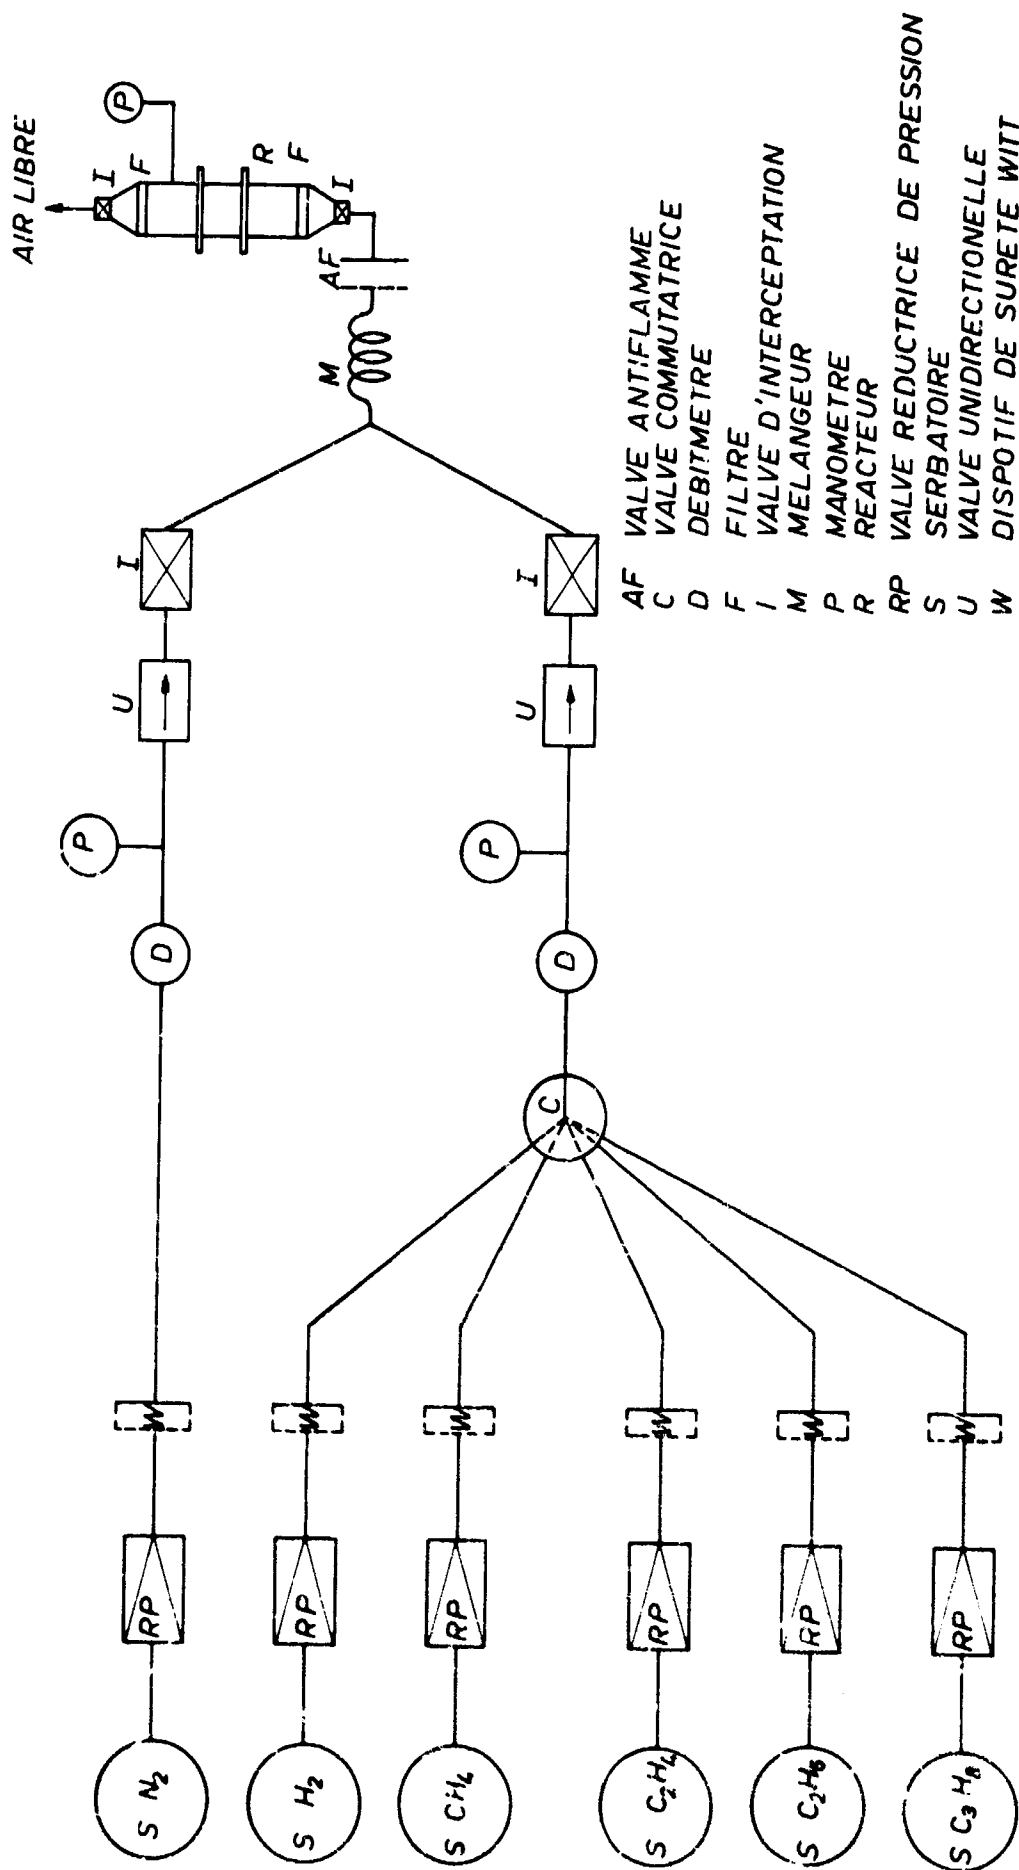 AIR LIBRE
I
F
P
R
F
I
AF
M
I
U
P
D
W
RP
S N2
I
U
P
D
C
W
RP
S H2
W
RP
S CH4
W
RP
S C2H4
W
RP
S C2H6
W
RP
S C3H8
AF VALVE ANTIFLAMME
C VALVE COMMUTATRICE
D DEBITMETRE
F FILTRE
I VALVE D'INTERCEPTATION
M MELANGEUR
P MANOMETRE
R REACTEUR
RP VALVE REDUCTRICE DE PRESSION
S SERBATOIRE
U VALVE UNIDIRECTIONELLE
W DISPOTIF DE SURETE WITT